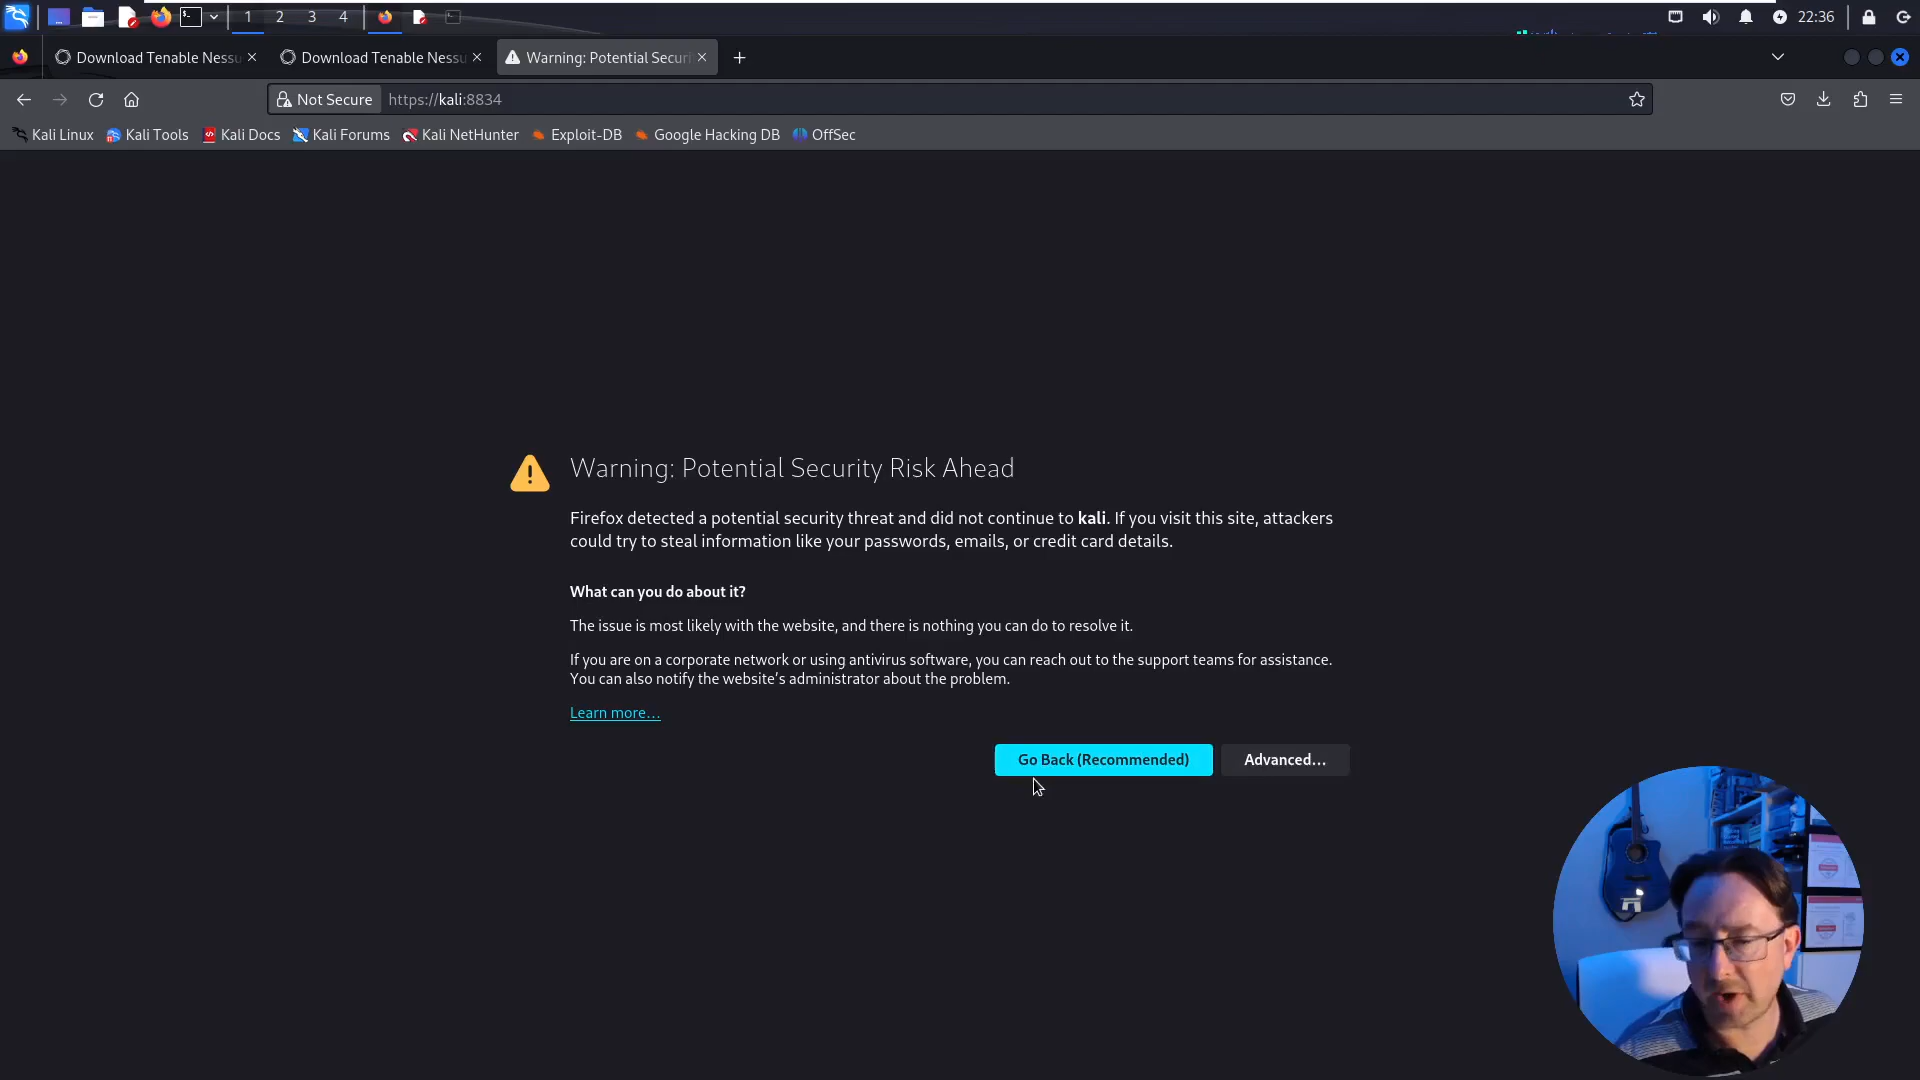 1 2 3 4
22:36
Download Tenable Nessu
Download Tenable Nessu
Warning: Potential Securi
Not Secure
https://kali:8834
Kali Linux
Kali Tools
Kali Docs
Kali Forums
Kali NetHunter
Exploit-DB
Google Hacking DB
OffSec
Warning: Potential Security Risk Ahead
Firefox detected a potential security threat and did not continue to kali. If you visit this site, attackers
could try to steal information like your passwords, emails, or credit card details.
What can you do about it?
The issue is most likely with the website, and there is nothing you can do to resolve it.
If you are on a corporate network or using antivirus software, you can reach out to the support teams for assistance.
You can also notify the website’s administrator about the problem.
Learn more…
Go Back (Recommended)
Advanced…